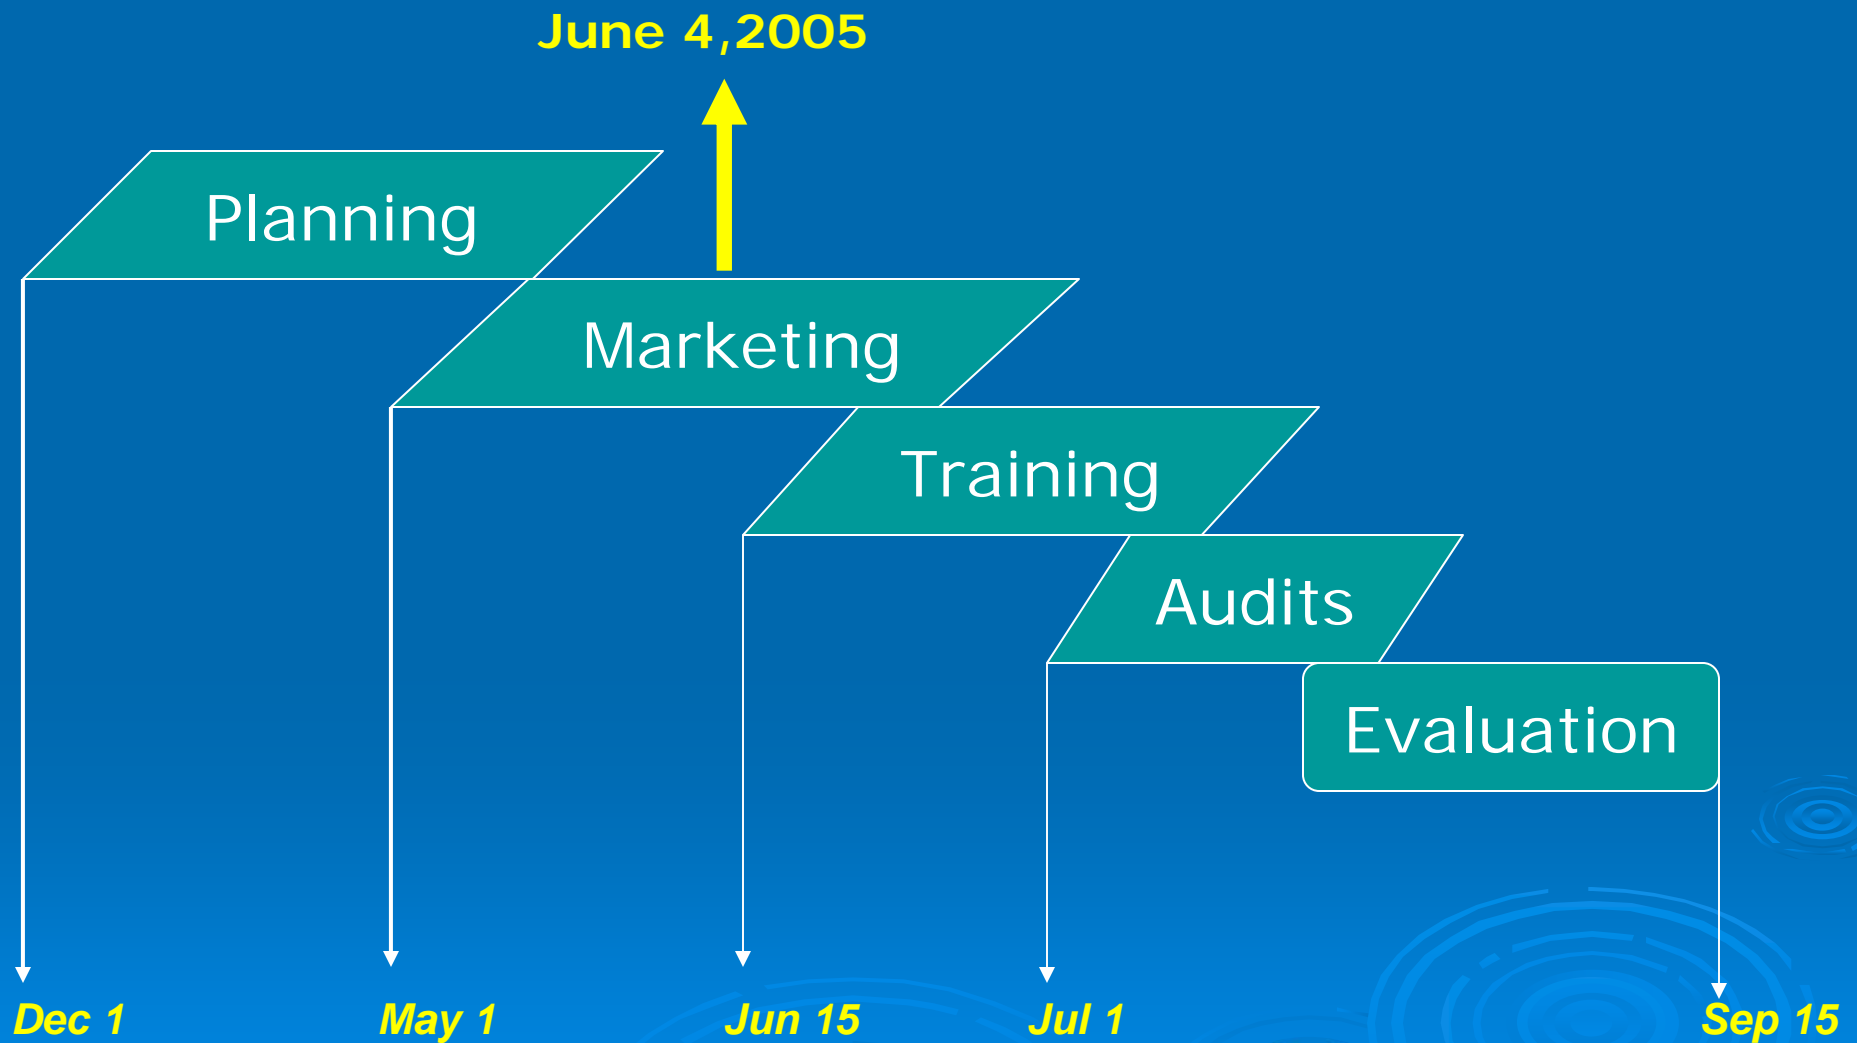 June 4,2005
Planning
Marketing
Training
Audits
Evaluation
Dec 1
May 1
Jun 15
Jul 1
Sep 15